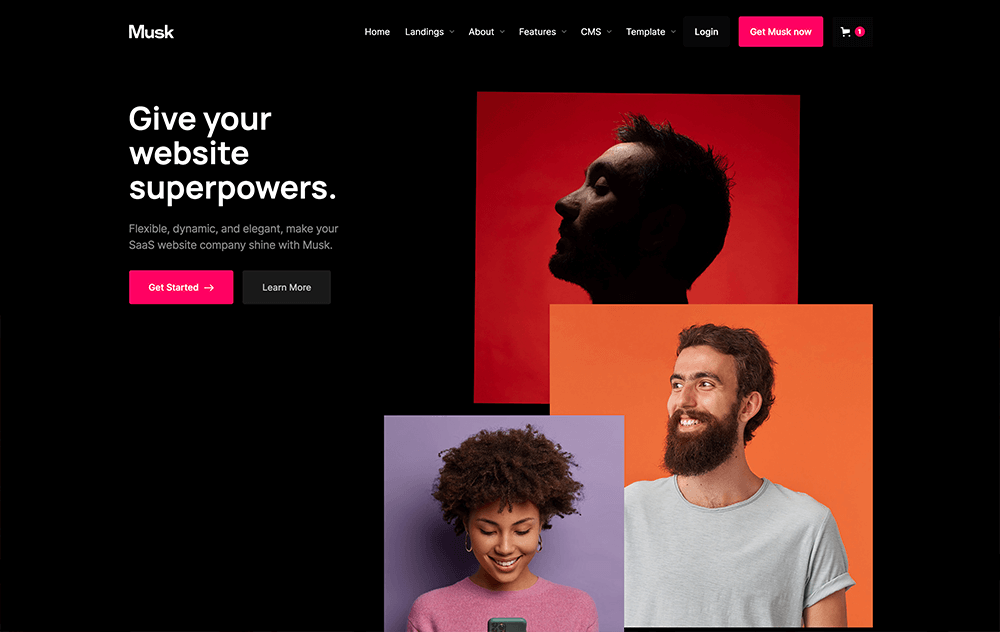 Musk
Home Landings About Features CMS Template Login Get Musk now 1
Give your
website
superpowers.
Flexible, dynamic, and elegant, make your
SaaS website company shine with Musk.
Get Started → Learn More